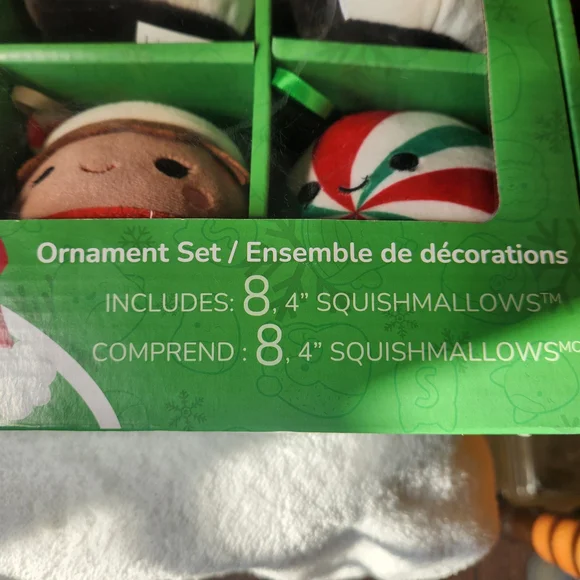 Ornament Set / Ensemble de décorations
INCLUDES: 8, 4” SQUISHMALLOWS™
COMPREND : 8, 4” SQUISHMALLOWSᴹᶜ